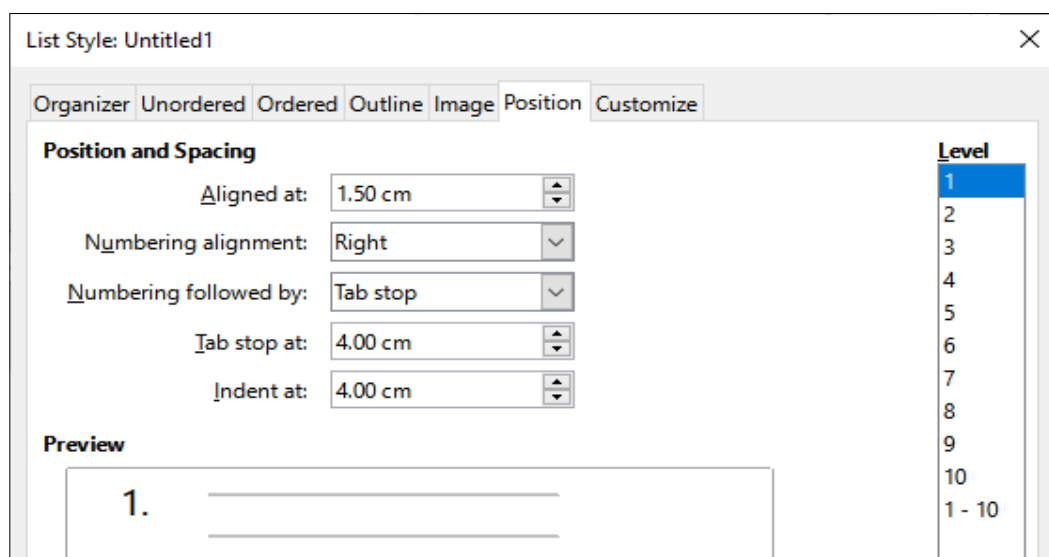 List Style: Untitled1
Organizer Unordered Ordered Outline Image Position Customize
Position and Spacing
Aligned at: 1.50 cm
Numbering alignment: Right
Numbering followed by: Tab stop
Tab stop at: 4.00 cm
Indent at: 4.00 cm
Preview
1.
Level
1
2
3
4
5
6
7
8
9
10
1 - 10